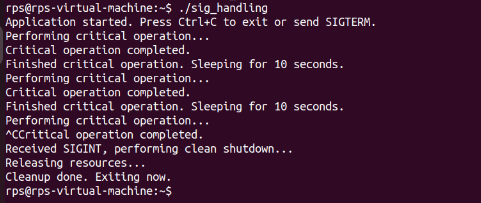 rps@rps-virtual-machine:~$ ./sig_handling
Application started. Press Ctrl+C to exit or send SIGTERM.
Performing critical operation...
Critical operation completed.
Finished critical operation. Sleeping for 10 seconds.
Performing critical operation...
Critical operation completed.
Finished critical operation. Sleeping for 10 seconds.
Performing critical operation...
^CCritical operation completed.
Received SIGINT, performing clean shutdown...
Releasing resources...
Cleanup done. Exiting now.
rps@rps-virtual-machine:~$